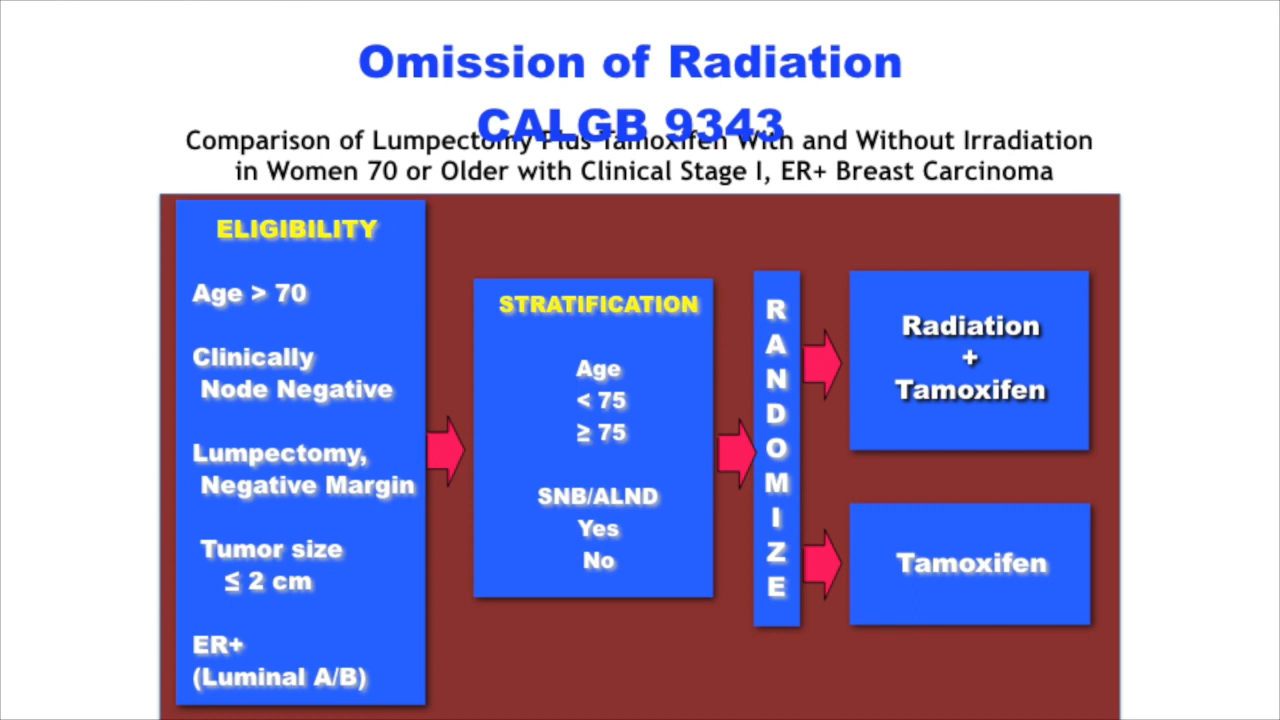 Omission of Radiation
CALGB 9343
Comparison of Lumpectomy Plus Tamoxifen With and Without Irradiation
in Women 70 or Older with Clinical Stage I, ER+ Breast Carcinoma
ELIGIBILITY
Age > 70
Clinically
Node Negative
Lumpectomy,
Negative Margin
Tumor size
≤ 2 cm
ER+
(Luminal A/B)
STRATIFICATION
Age
< 75
≥ 75
SNB/ALND
Yes
No
R
A
N
D
O
M
I
Z
E
Radiation
+
Tamoxifen
Tamoxifen